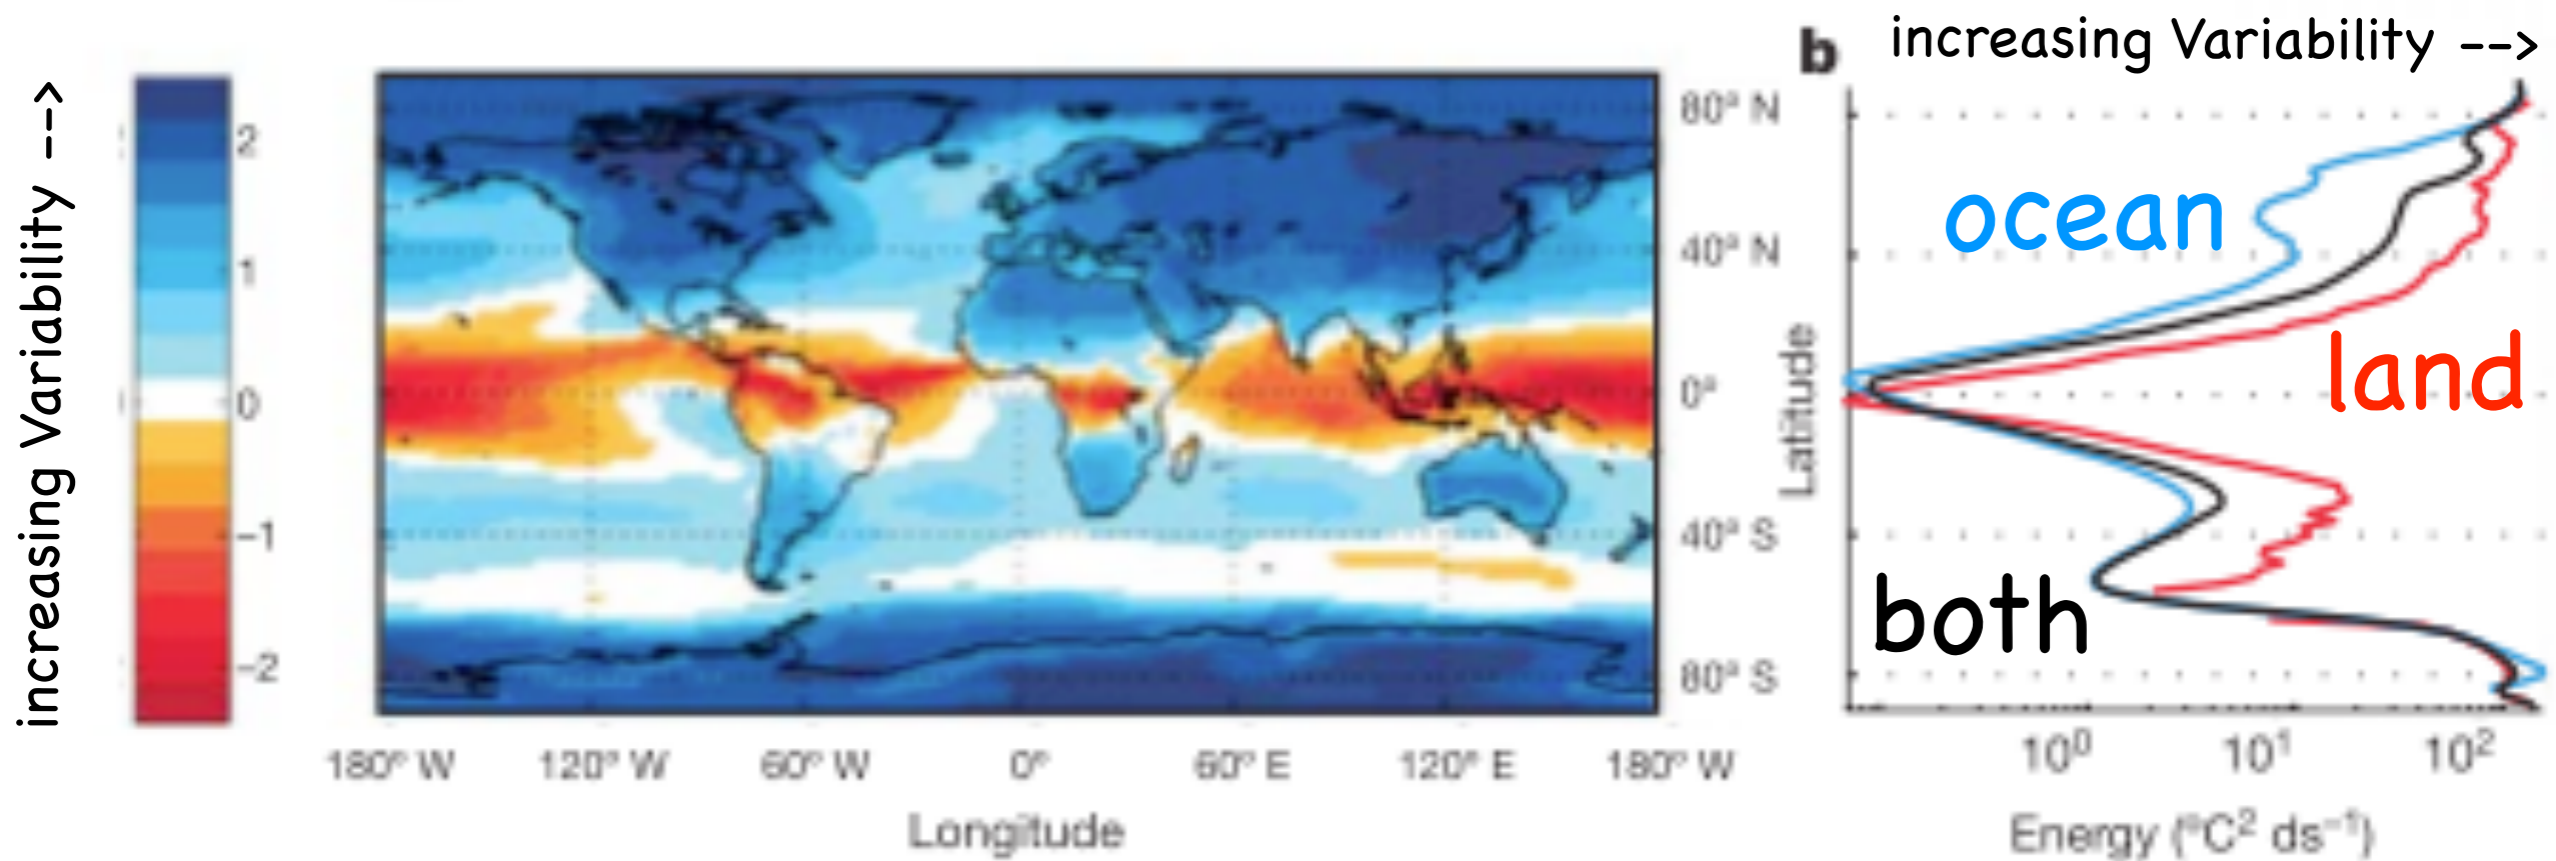 increasing Variability -->
2
1
0
-1
-2
80° N
40° N
0°
40° S
80° S
180° W
120° W
60° W
0°
60° E
120° E
180° W
Longitude
b
increasing Variability -->
ocean
land
both
Latitude
10⁰
10¹
10²
Energy (°C² ds⁻¹)